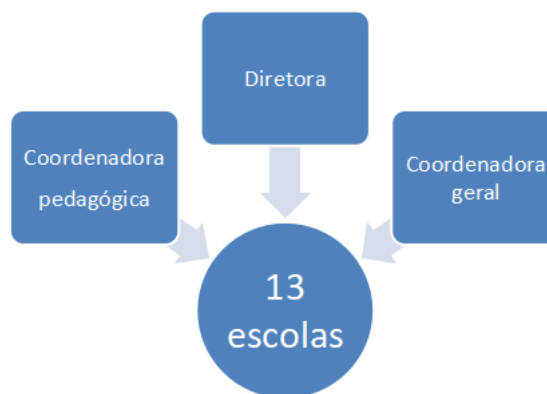 Diretora
Coordenadora
pedagógica
Coordenadora
geral
13
escolas